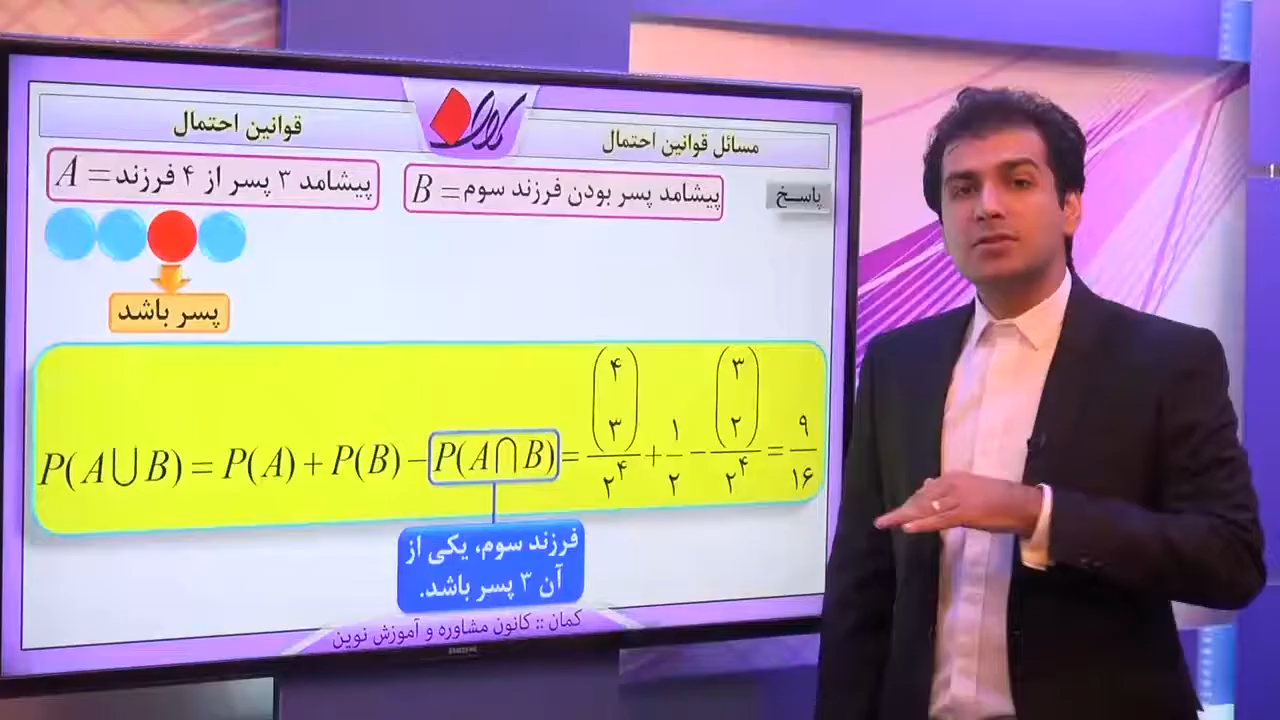 مسائل قوانین احتمال
قوانین احتمال
پاسخ
پیشامد پسر بودن فرزند سوم = B
پیشامد ۳ پسر از ۴ فرزند = A
پسر باشد
P(A∪B) = P(A) + P(B) − P(A∩B) = (۴ ۳)/۲^۴ + ۱/۲ − (۳ ۲)/۲^۴ = ۹/۱۶
فرزند سوم، یکی از
آن ۳ پسر باشد.
کمان :: کانون مشاوره و آموزش نوین